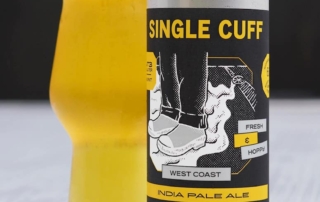 SINGLE CUFF
FRESH
&
HOPPY
WEST COAST
INDIA PALE ALE